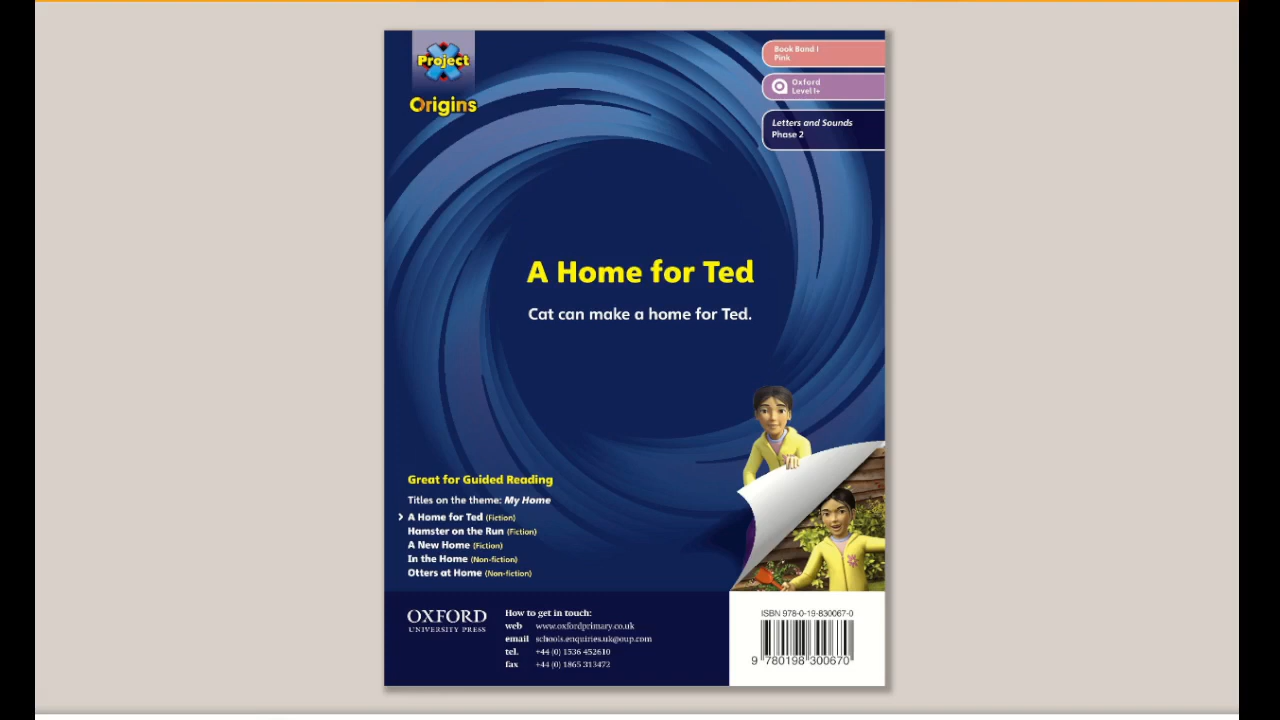 Project
Origins
Book Band 1
Pink
Oxford
Level 1+
Letters and Sounds
Phase 2
A Home for Ted
Cat can make a home for Ted.
Great for Guided Reading
Titles on the theme: My Home
› A Home for Ted (Fiction)
Hamster on the Run (Fiction)
A New Home (Fiction)
In the Home (Non-fiction)
Otters at Home (Non-fiction)
OXFORD
UNIVERSITY PRESS
How to get in touch:
web www.oxfordprimary.co.uk
email schools.enquiries.uk@oup.com
tel. +44 (0) 1536 452610
fax +44 (0) 1865 313472
ISBN 978-0-19-830067-0
9 780198 300670